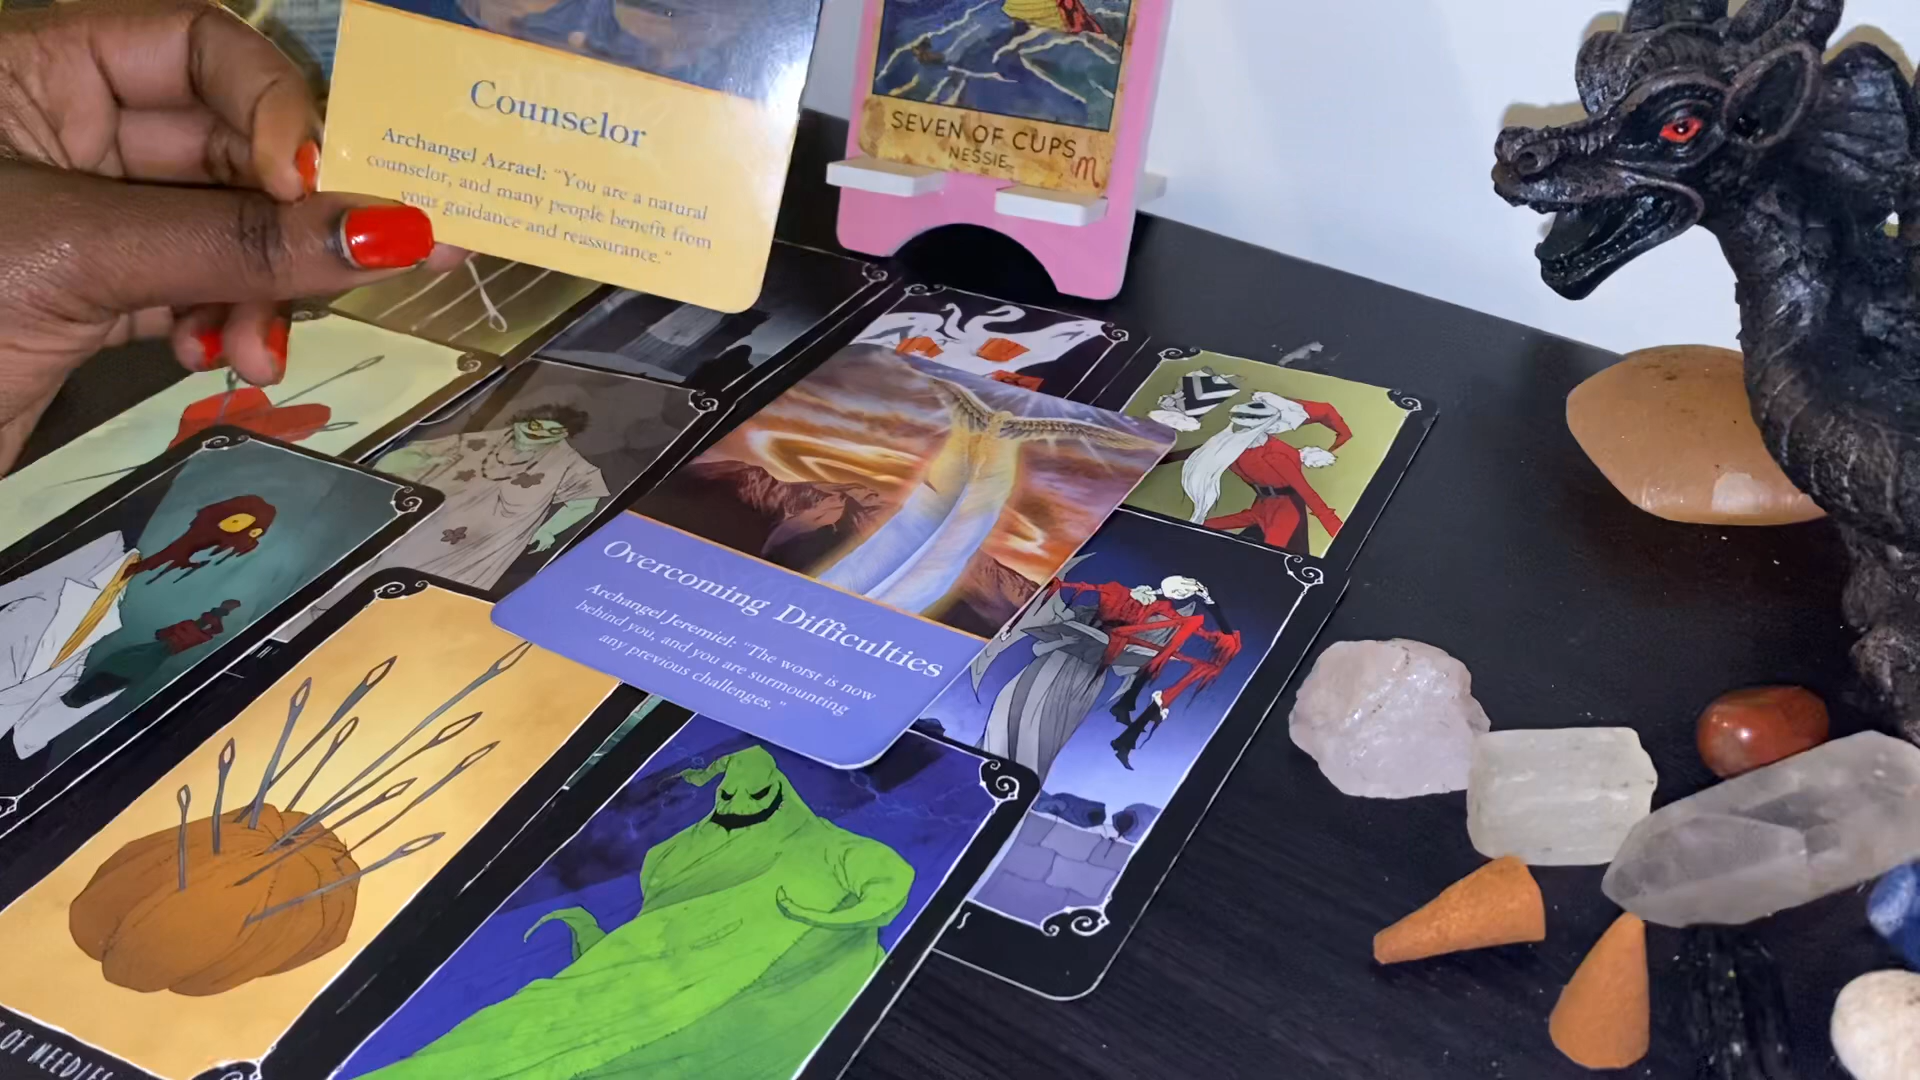 Counselor
Archangel Azrael: "You are a natural
counselor, and many people benefit from
your guidance and reassurance."
SEVEN OF CUPS
NESSIE
Overcoming Difficulties
Archangel Jeremiel: "The worst is now
behind you, and you are surmounting
any previous challenges."
OF NEEDLES